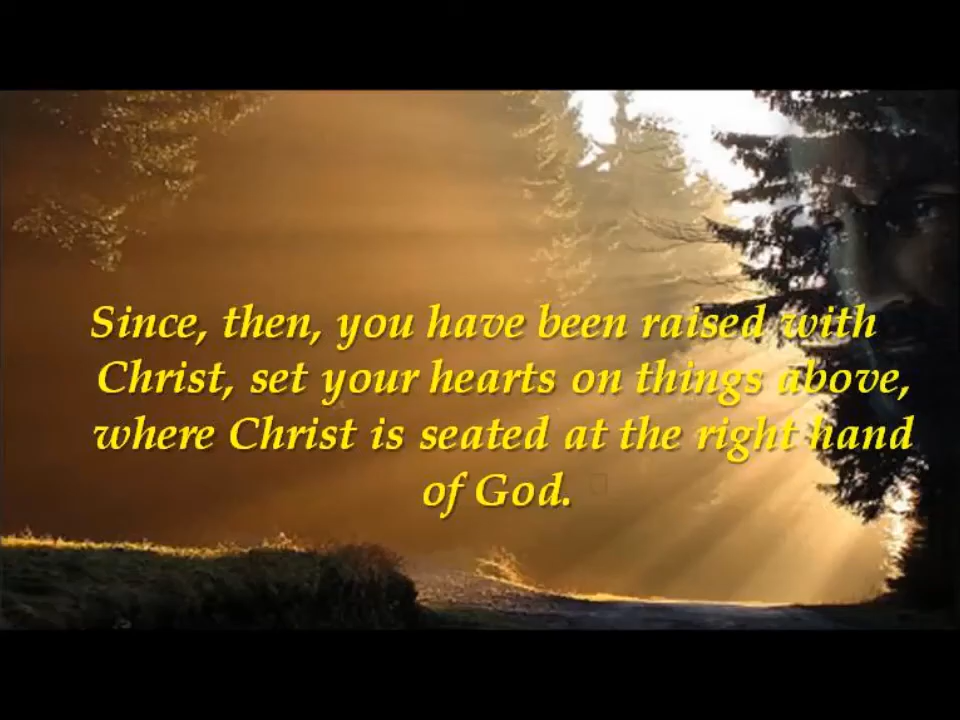 Since, then, you have been raised with
Christ, set your hearts on things above,
where Christ is seated at the right hand
of God.